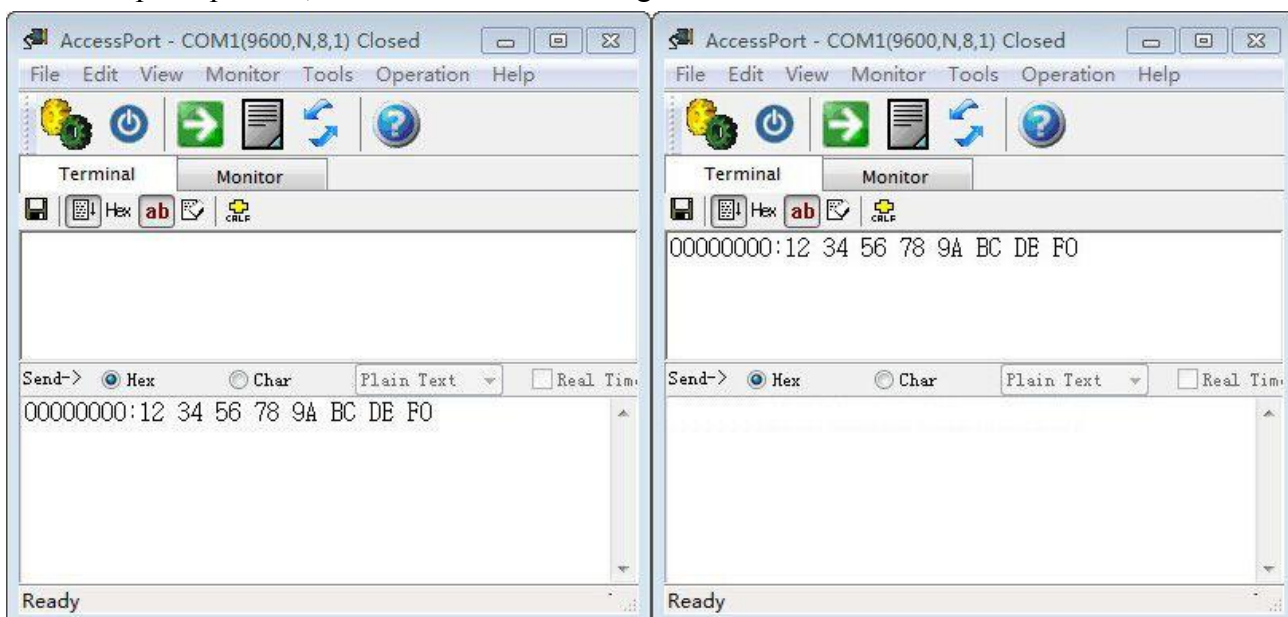 AccessPort - COM1(9600,N,8,1) Closed
File Edit View Monitor Tools Operation Help
Terminal Monitor
Hex ab CRLF
Send-> Hex Char Plain Text Real Tim
00000000:12 34 56 78 9A BC DE F0
Ready
AccessPort - COM1(9600,N,8,1) Closed
File Edit View Monitor Tools Operation Help
Terminal Monitor
Hex ab CRLF
00000000:12 34 56 78 9A BC DE F0
Send-> Hex Char Plain Text Real Tim
Ready